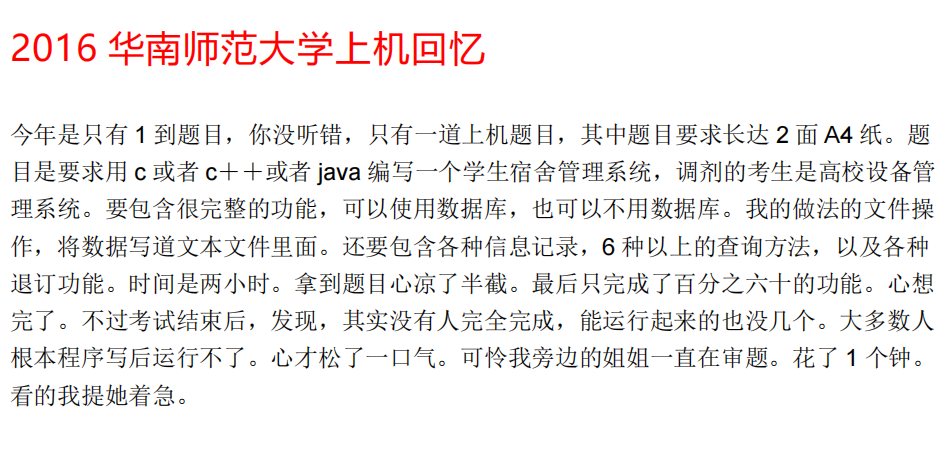 2016 华南师范大学上机回忆
今年是只有 1 到题目，你没听错，只有一道上机题目，其中题目要求长达 2 面 A4 纸。题
目是要求用 c 或者 c＋＋或者 java 编写一个学生宿舍管理系统，调剂的考生是高校设备管
理系统。要包含很完整的功能，可以使用数据库，也可以不用数据库。我的做法的文件操
作，将数据写道文本文件里面。还要包含各种信息记录，6 种以上的查询方法，以及各种
退订功能。时间是两小时。拿到题目心凉了半截。最后只完成了百分之六十的功能。心想
完了。不过考试结束后，发现，其实没有人完全完成，能运行起来的也没几个。大多数人
根本程序写后运行不了。心才松了一口气。可怜我旁边的姐姐一直在审题。花了 1 个钟。
看的我提她着急。